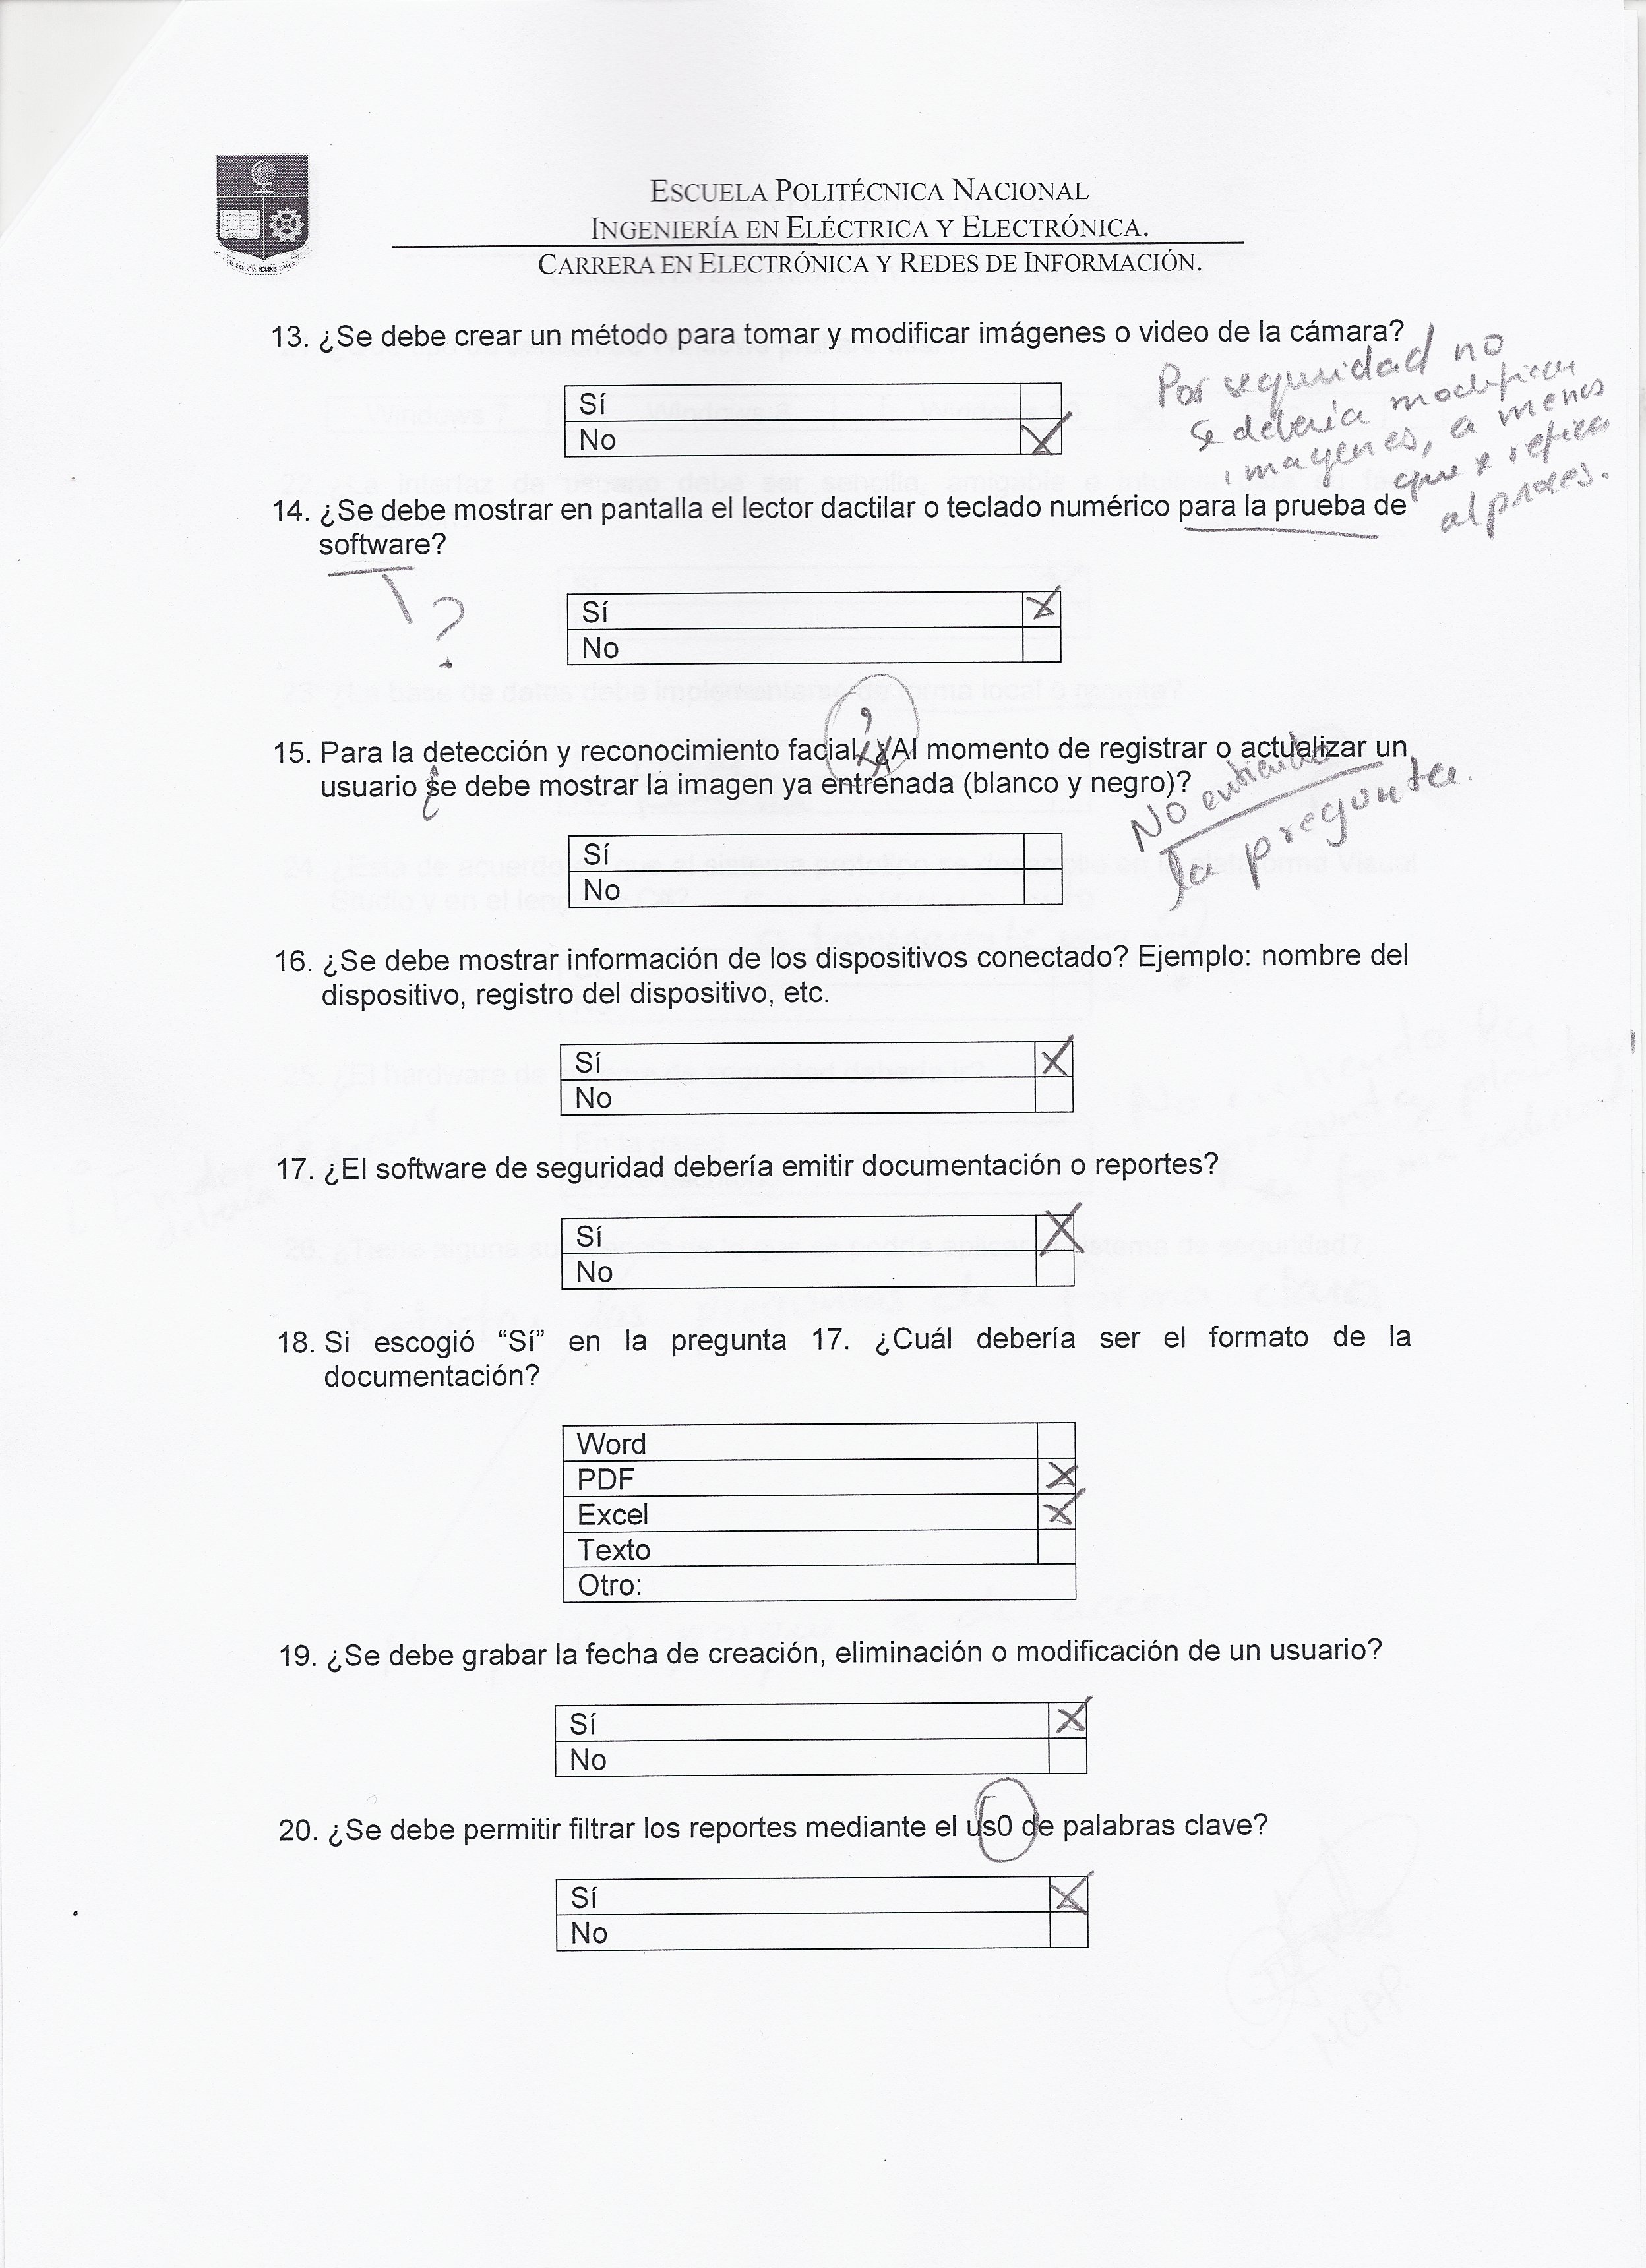 ESCUELA POLITÉCNICA NACIONAL
INGENIERÍA EN ELÉCTRICA Y ELECTRÓNICA.
CARRERA EN ELECTRÓNICA Y REDES DE INFORMACIÓN.
13. ¿Se debe crear un método para tomar y modificar imágenes o video de la cámara?
Por seguridad no
se debería modificar
imagenes, a menos
que se refiera
al
Sí
No X
14. ¿Se debe mostrar en pantalla el lector dactilar o teclado numérico para la prueba de
software?
?
Sí X
No
15. Para la detección y reconocimiento facial, ¿Al momento de registrar o actualizar un
usuario se debe mostrar la imagen ya entrenada (blanco y negro)?
,
¿
No entiendo
la pregunta.
Sí
No
16. ¿Se debe mostrar información de los dispositivos conectado? Ejemplo: nombre del
dispositivo, registro del dispositivo, etc.
Sí X
No
17. ¿El software de seguridad debería emitir documentación o reportes?
Sí X
No
18. Si escogió “Sí” en la pregunta 17. ¿Cuál debería ser el formato de la
documentación?
Word
PDF X
Excel X
Texto
Otro:
19. ¿Se debe grabar la fecha de creación, eliminación o modificación de un usuario?
Sí X
No
20. ¿Se debe permitir filtrar los reportes mediante el us0 de palabras clave?
Sí X
No